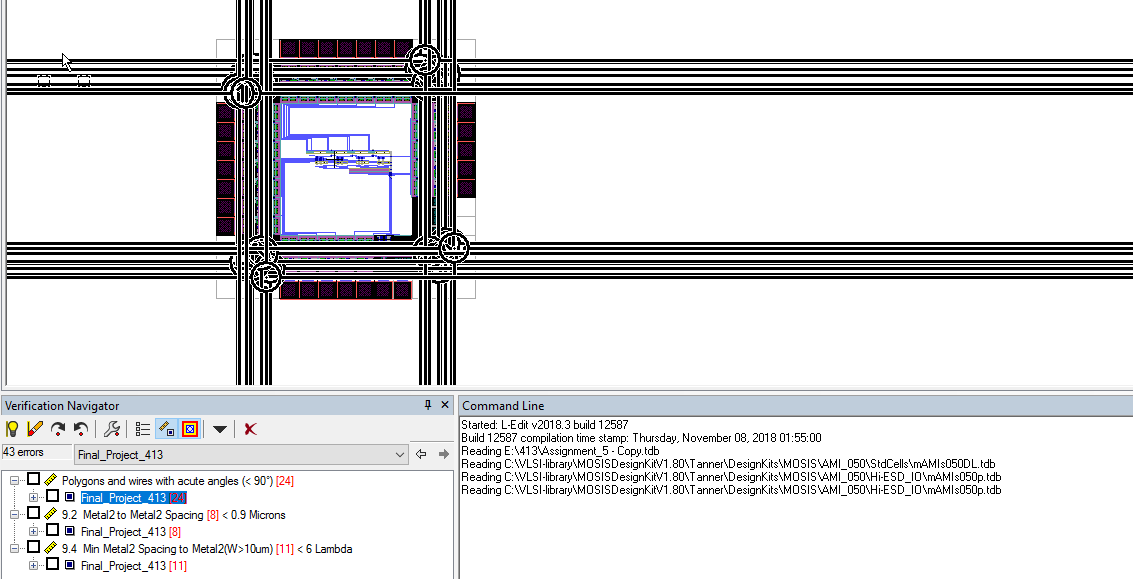 Verification Navigator
43 errors
Final_Project_413
Polygons and wires with acute angles (< 90°) [24]
Final_Project_413 [24]
9.2 Metal2 to Metal2 Spacing [8] < 0.9 Microns
Final_Project_413 [8]
9.4 Min Metal2 Spacing to Metal2(W>10um) [11] < 6 Lambda
Final_Project_413 [11]
Command Line
Started: L-Edit v2018.3 build 12587
Build 12587 compilation time stamp: Thursday, November 08, 2018 01:55:00
Reading E:\413\Assignment_5 - Copy.tdb
Reading C:\VLSI-library\MOSISDesignKitV1.80\Tanner\DesignKits\MOSIS\AMI_050\StdCells\mAMIs050DL.tdb
Reading C:\VLSI-library\MOSISDesignKitV1.80\Tanner\DesignKits\MOSIS\AMI_050\Hi-ESD_IO\mAMIs050p.tdb
Reading C:\VLSI-library\MOSISDesignKitV1.80\Tanner\DesignKits\MOSIS\AMI_050\Hi-ESD_IO\mAMIs050p.tdb